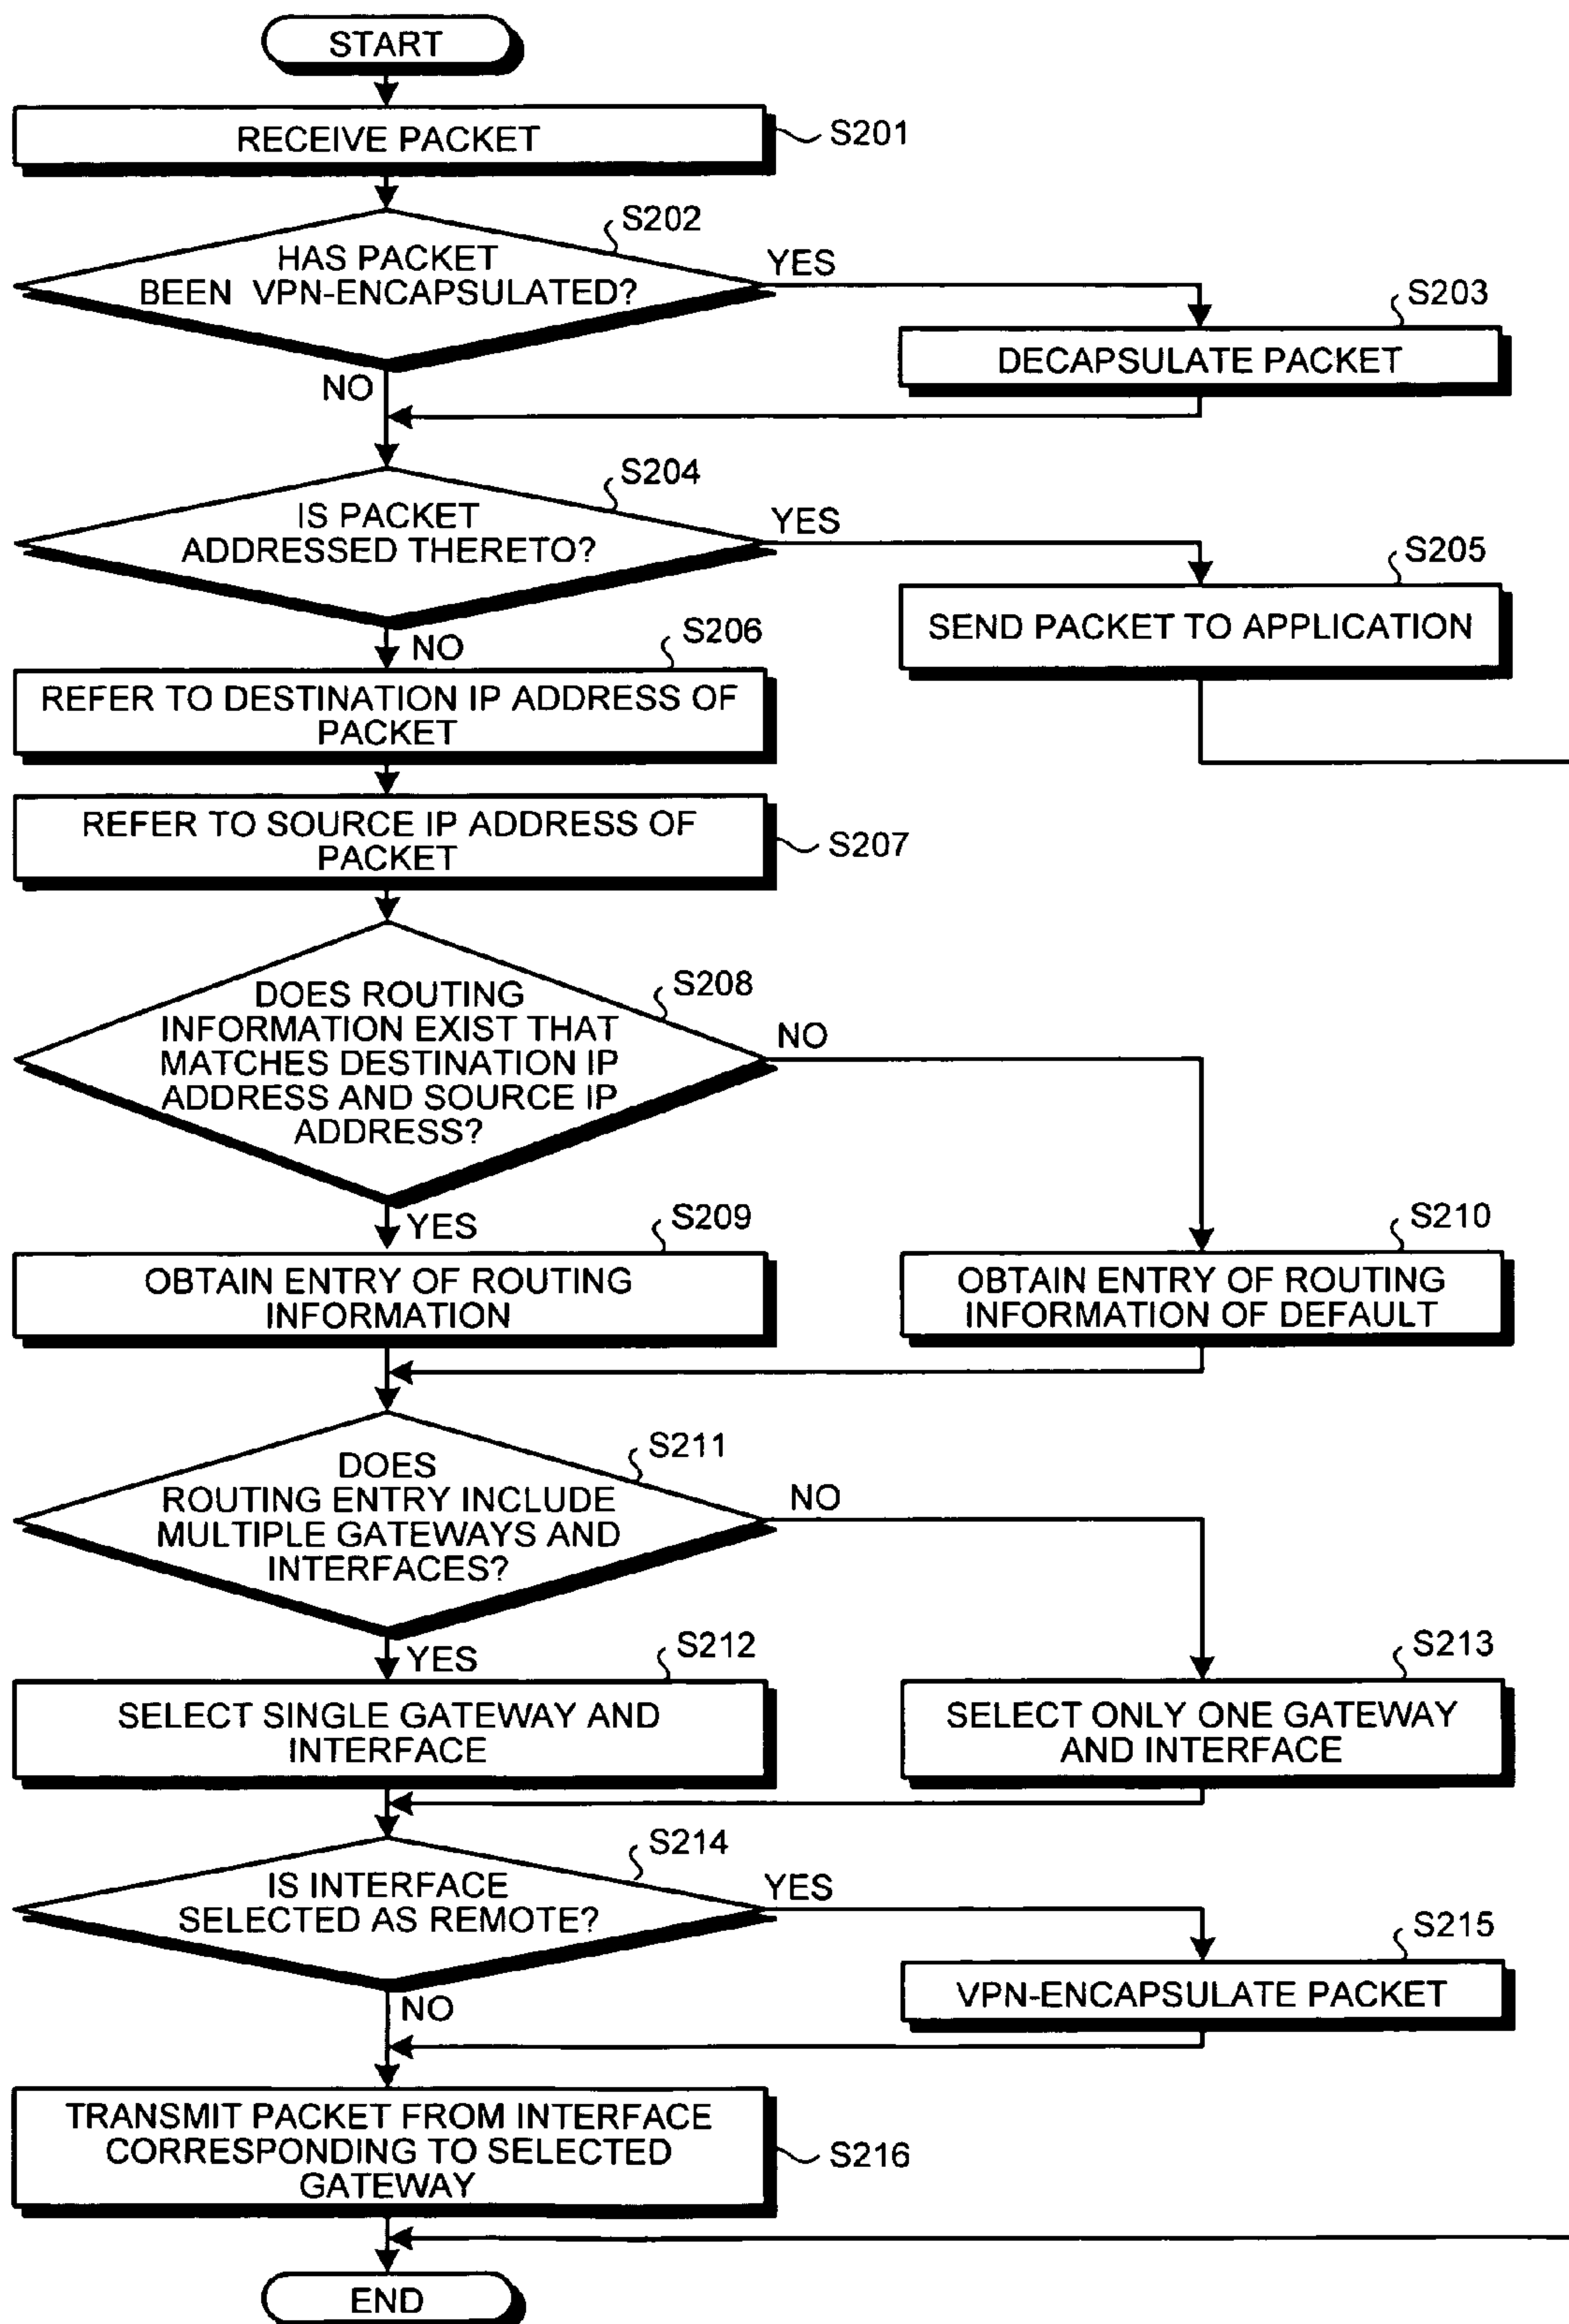 START
RECEIVE PACKET
S201
S202
HAS PACKET
BEEN VPN-ENCAPSULATED?
YES
NO
S203
DECAPSULATE PACKET
S204
IS PACKET
ADDRESSED THERETO?
YES
NO
S205
SEND PACKET TO APPLICATION
S206
REFER TO DESTINATION IP ADDRESS OF
PACKET
REFER TO SOURCE IP ADDRESS OF
PACKET
S207
S208
DOES ROUTING
INFORMATION EXIST THAT
MATCHES DESTINATION IP
ADDRESS AND SOURCE IP
ADDRESS?
NO
YES
S209
OBTAIN ENTRY OF ROUTING
INFORMATION
S210
OBTAIN ENTRY OF ROUTING
INFORMATION OF DEFAULT
S211
DOES
ROUTING ENTRY INCLUDE
MULTIPLE GATEWAYS AND
INTERFACES?
NO
YES
S212
SELECT SINGLE GATEWAY AND
INTERFACE
S213
SELECT ONLY ONE GATEWAY
AND INTERFACE
S214
IS INTERFACE
SELECTED AS REMOTE?
YES
NO
S215
VPN-ENCAPSULATE PACKET
TRANSMIT PACKET FROM INTERFACE
CORRESPONDING TO SELECTED
GATEWAY
S216
END